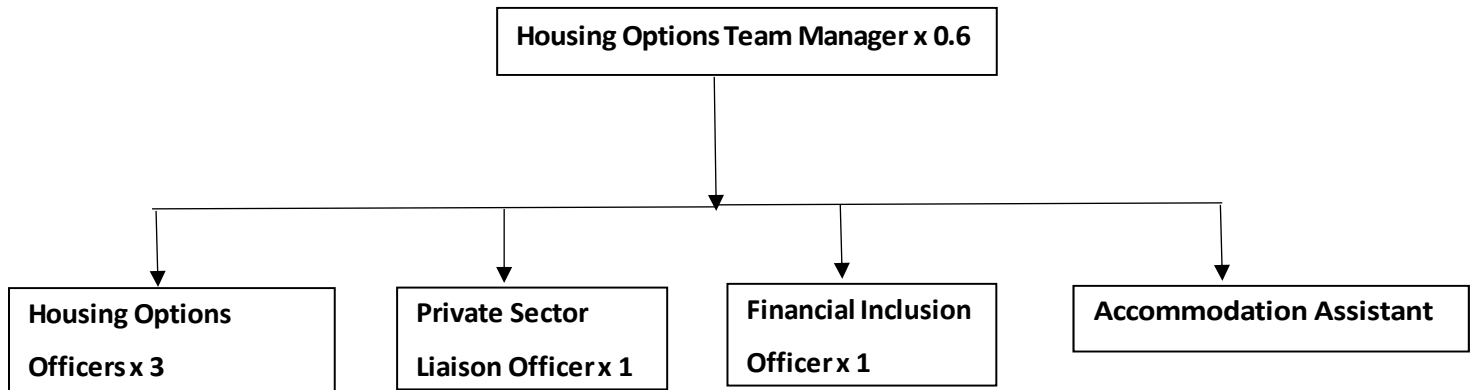 Housing Options Team Manager x 0.6
Housing Options
Officers x 3
Private Sector
Liaison Officer x 1
Financial Inclusion
Officer x 1
Accommodation Assistant